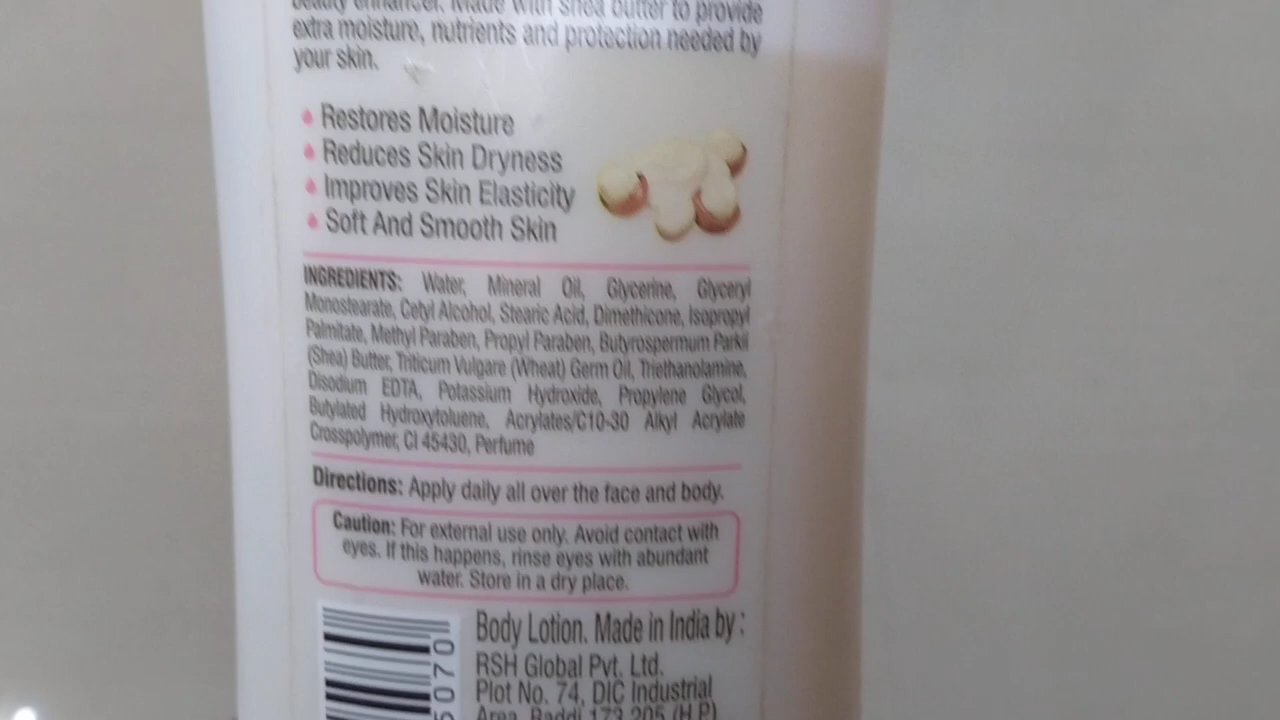 beauty enhancer. Made with shea butter to provide
extra moisture, nutrients and protection needed by
your skin.
Restores Moisture
Reduces Skin Dryness
Improves Skin Elasticity
Soft And Smooth Skin
INGREDIENTS: Water, Mineral Oil, Glycerine, Glyceryl
Monostearate, Cetyl Alcohol, Stearic Acid, Dimethicone, Isopropyl
Palmitate, Methyl Paraben, Propyl Paraben, Butyrospermum Parkii
(Shea) Butter, Triticum Vulgare (Wheat) Germ Oil, Triethanolamine,
Disodium EDTA, Potassium Hydroxide, Propylene Glycol,
Butylated Hydroxytoluene, Acrylates/C10-30 Alkyl Acrylate
Crosspolymer, CI 45430, Perfume
Directions: Apply daily all over the face and body.
Caution: For external use only. Avoid contact with
eyes. If this happens, rinse eyes with abundant
water. Store in a dry place.
Body Lotion. Made in India by:
RSH Global Pvt. Ltd.
Plot No. 74, DIC Industrial
Area, Baddi 173 205 (H.P)
5070